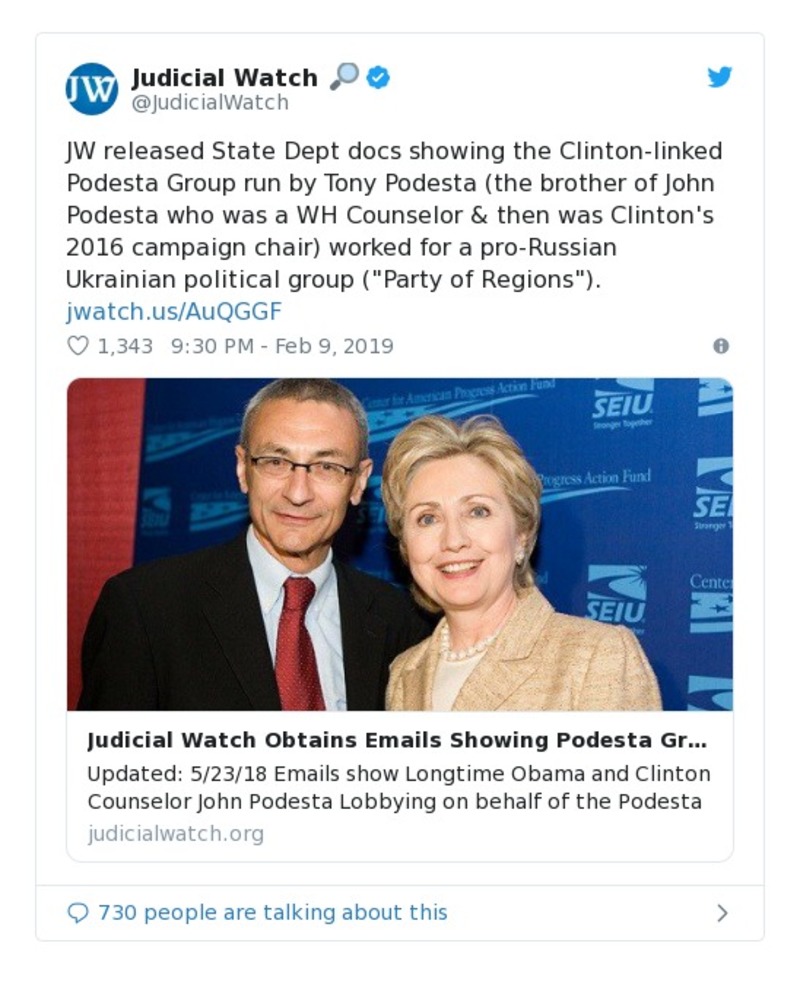 JW
Judicial Watch
@JudicialWatch
JW released State Dept docs showing the Clinton-linked
Podesta Group run by Tony Podesta (the brother of John
Podesta who was a WH Counselor & then was Clinton's
2016 campaign chair) worked for a pro-Russian
Ukrainian political group ("Party of Regions").
jwatch.us/AuQGGF
1,343 9:30 PM - Feb 9, 2019
Center for American Progress Action Fund
SEIU
Stronger Together
Progress Action Fund
SEIU
SEIU
Stronger T
Center
SEIU
Judicial Watch Obtains Emails Showing Podesta Gr...
Updated: 5/23/18 Emails show Longtime Obama and Clinton
Counselor John Podesta Lobbying on behalf of the Podesta
judicialwatch.org
730 people are talking about this